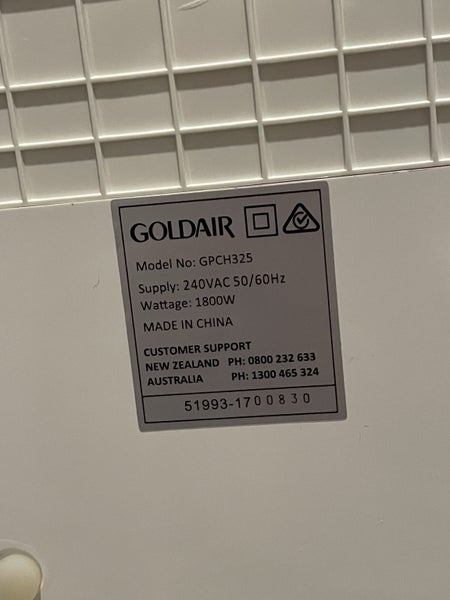 GOLDAIR
Model No: GPCH325
Supply: 240VAC 50/60Hz
Wattage: 1800W
MADE IN CHINA
CUSTOMER SUPPORT
NEW ZEALAND PH: 0800 232 633
AUSTRALIA PH: 1300 465 324
51993-1700830